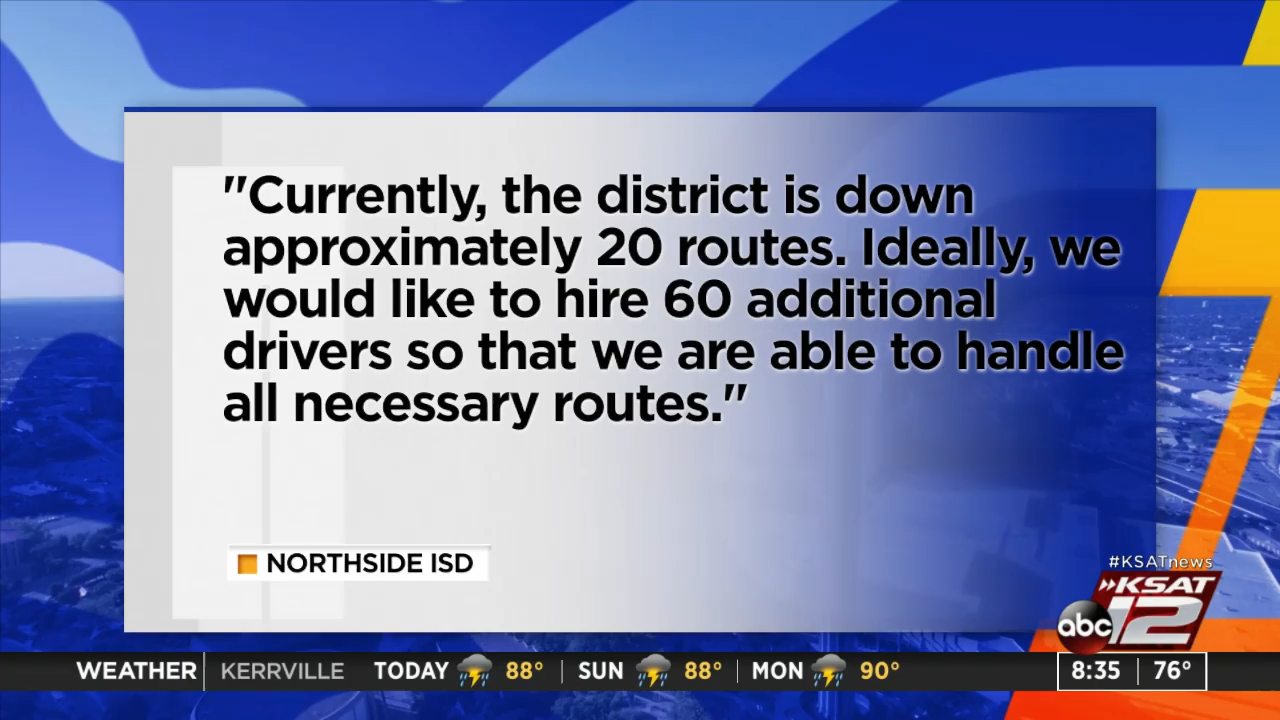 "Currently, the district is down
approximately 20 routes. Ideally, we
would like to hire 60 additional
drivers so that we are able to handle
all necessary routes."
NORTHSIDE ISD
#KSATnews
KSAT
abc 12
WEATHER KERRVILLE TODAY 88° SUN 88° MON 90° 8:35 76°